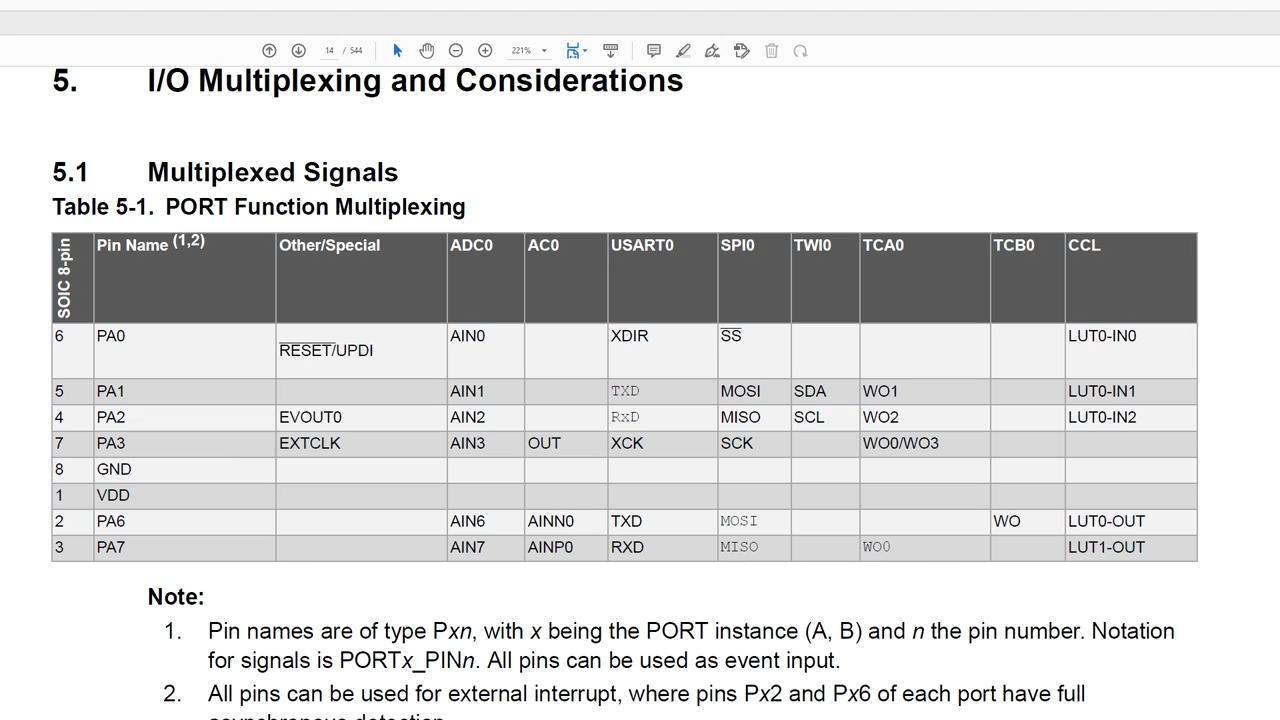 14 / 544
221%
5. I/O Multiplexing and Considerations
5.1 Multiplexed Signals
Table 5-1. PORT Function Multiplexing
SOIC 8-pin Pin Name (1,2) Other/Special ADC0 AC0 USART0 SPI0 TWI0 TCA0 TCB0 CCL
6 PA0 RESET/UPDI AIN0 XDIR SS LUT0-IN0
5 PA1 AIN1 TXD MOSI SDA WO1 LUT0-IN1
4 PA2 EVOUT0 AIN2 RxD MISO SCL WO2 LUT0-IN2
7 PA3 EXTCLK AIN3 OUT XCK SCK WO0/WO3
8 GND
1 VDD
2 PA6 AIN6 AINN0 TXD MOSI WO LUT0-OUT
3 PA7 AIN7 AINP0 RXD MISO WO0 LUT1-OUT
Note:
1. Pin names are of type Pxn, with x being the PORT instance (A, B) and n the pin number. Notation
for signals is PORTx_PINn. All pins can be used as event input.
2. All pins can be used for external interrupt, where pins Px2 and Px6 of each port have full
asynchronous detection.